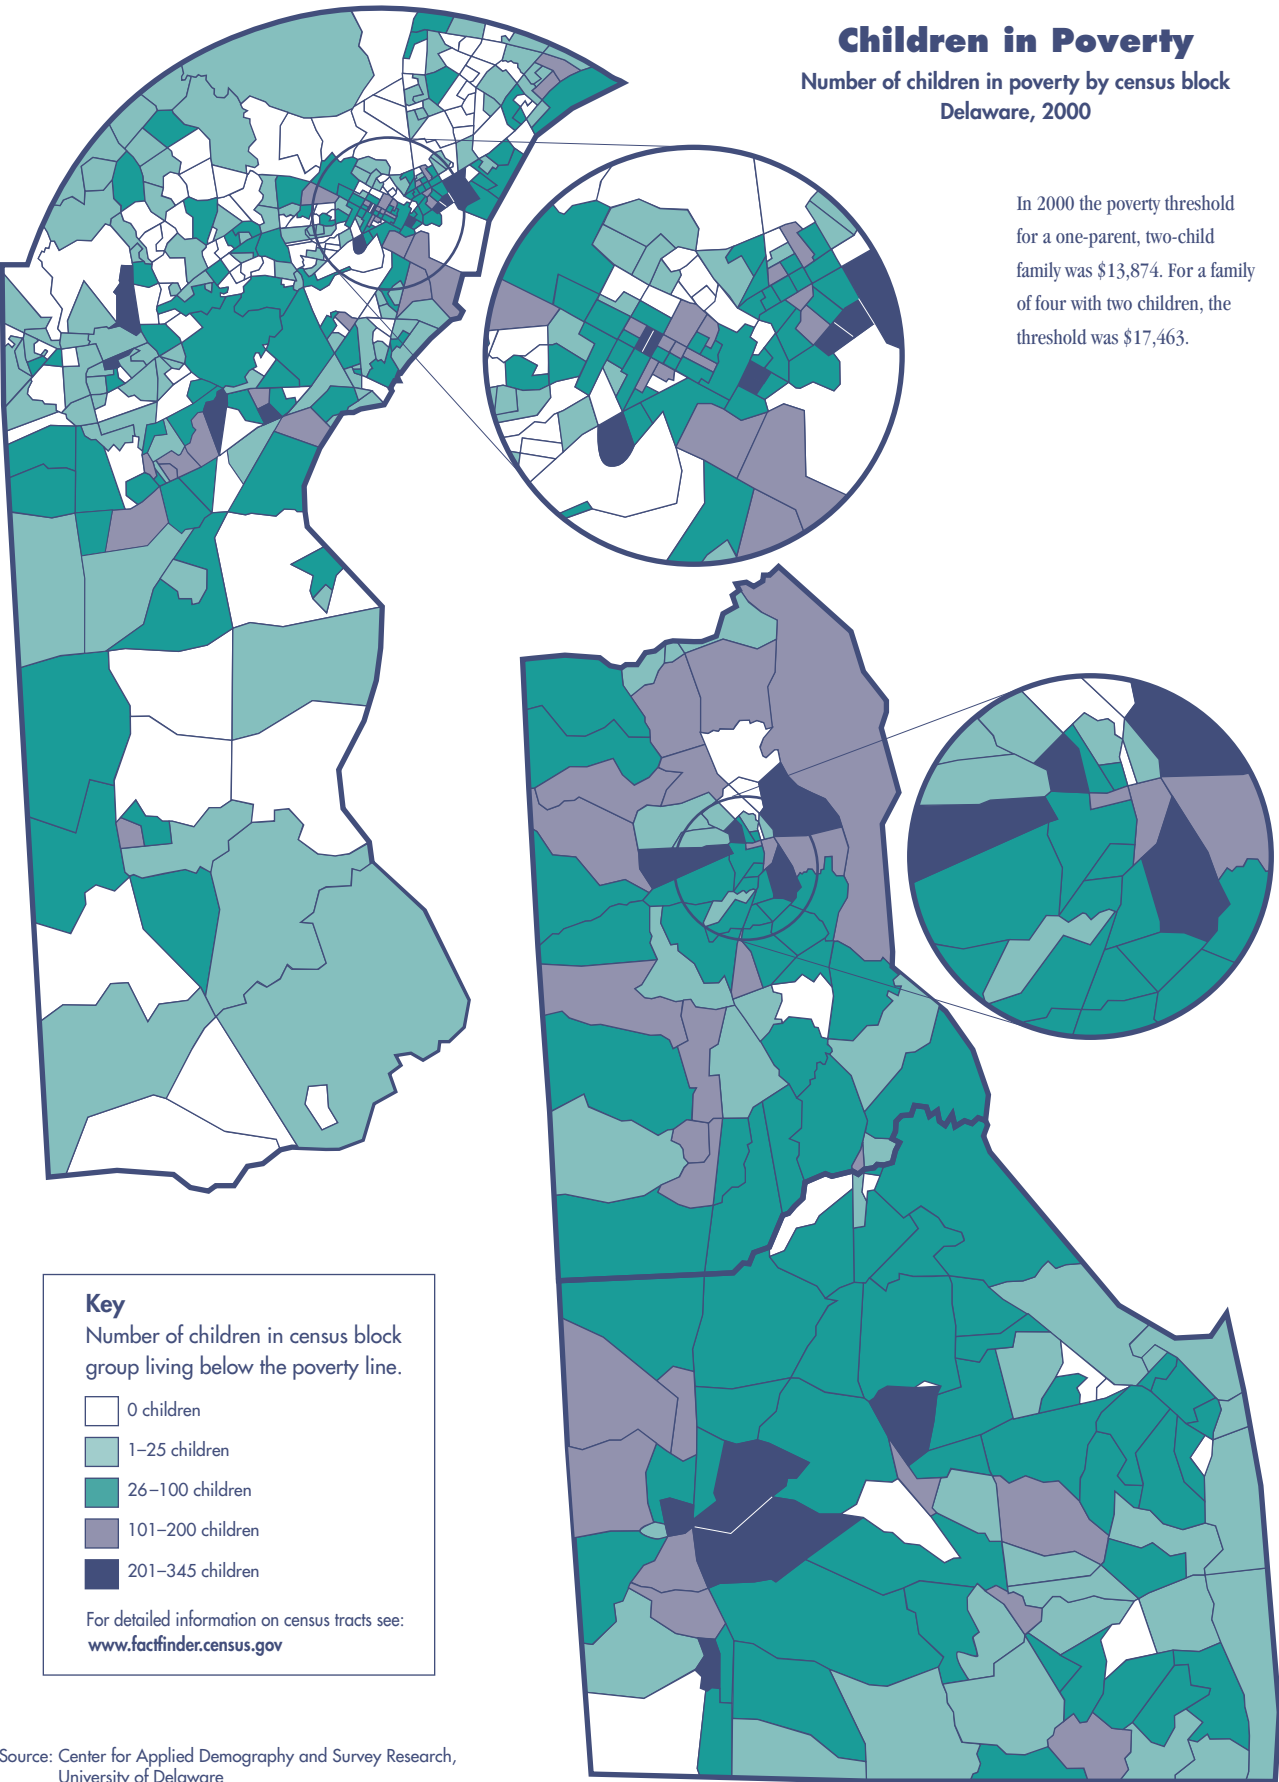 Children in Poverty
Number of children in poverty by census block
Delaware, 2000
In 2000 the poverty threshold
for a one-parent, two-child
family was $13,874. For a family
of four with two children, the
threshold was $17,463.
Key
Number of children in census block
group living below the poverty line.
0 children
1–25 children
26–100 children
101–200 children
201–345 children
For detailed information on census tracts see:
www.factfinder.census.gov
Source: Center for Applied Demography and Survey Research,
University of Delaware